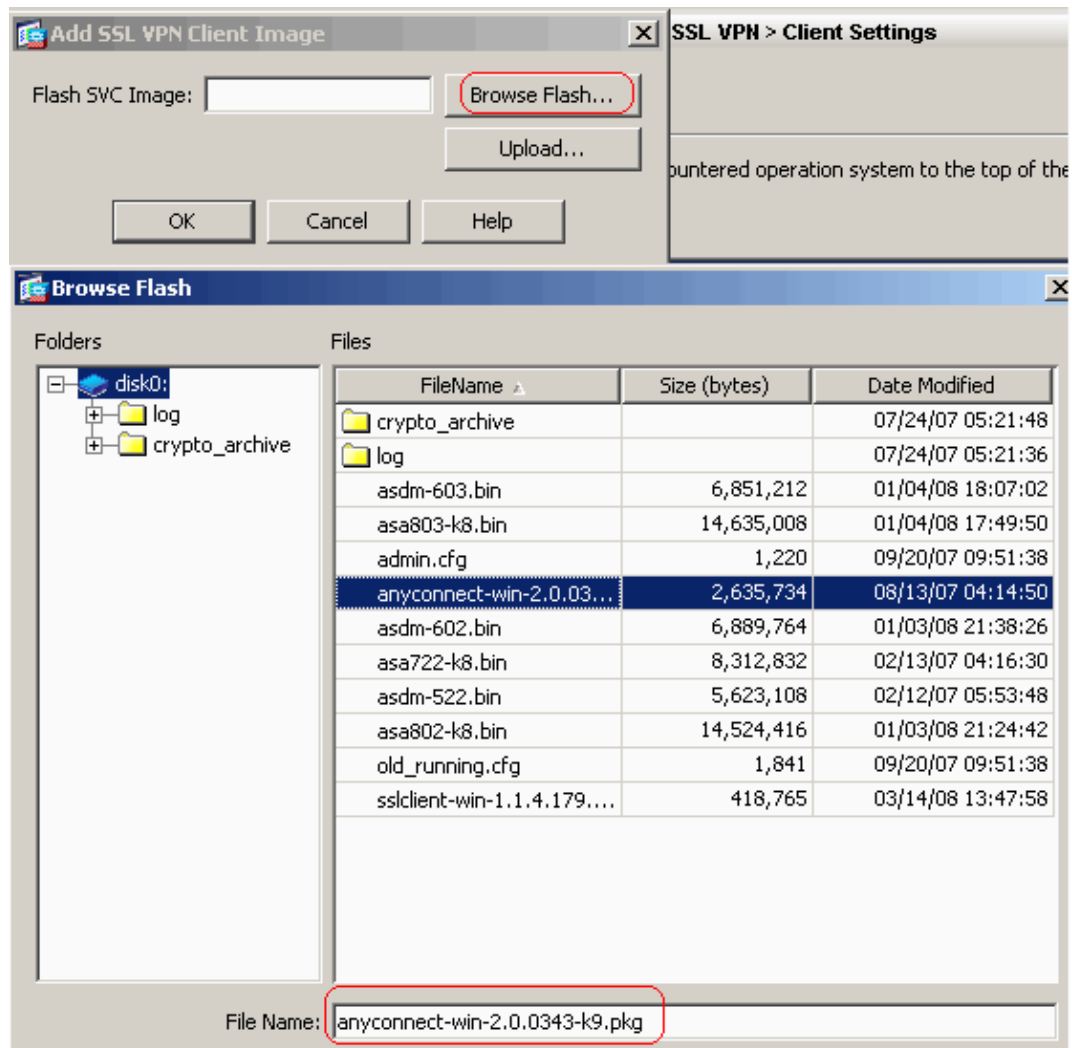 Add SSL VPN Client Image
SSL VPN > Client Settings
Flash SVC Image:
Browse Flash...
Upload...
ountered operation system to the top of the
OK
Cancel
Help
Browse Flash
Folders
Files
disk0:
log
crypto_archive
FileName Size (bytes) Date Modified
crypto_archive 07/24/07 05:21:48
log 07/24/07 05:21:36
asdm-603.bin 6,851,212 01/04/08 18:07:02
asa803-k8.bin 14,635,008 01/04/08 17:49:50
admin.cfg 1,220 09/20/07 09:51:38
anyconnect-win-2.0.03... 2,635,734 08/13/07 04:14:50
asdm-602.bin 6,889,764 01/03/08 21:38:26
asa722-k8.bin 8,312,832 02/13/07 04:16:30
asdm-522.bin 5,623,108 02/12/07 05:53:48
asa802-k8.bin 14,524,416 01/03/08 21:24:42
old_running.cfg 1,841 09/20/07 09:51:38
sslclient-win-1.1.4.179.... 418,765 03/14/08 13:47:58
File Name: anyconnect-win-2.0.0343-k9.pkg